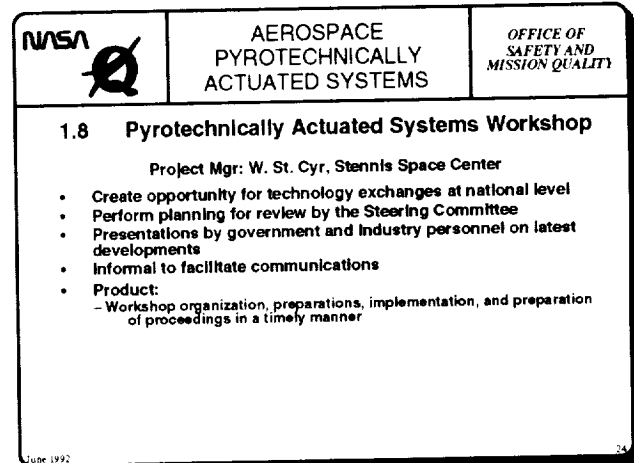 NASA
AEROSPACE
PYROTECHNICALLY
ACTUATED SYSTEMS
OFFICE OF
SAFETY AND
MISSION QUALITY
1.8 Pyrotechnically Actuated Systems Workshop
Project Mgr: W. St. Cyr, Stennis Space Center
• Create opportunity for technology exchanges at national level
• Perform planning for review by the Steering Committee
• Presentations by government and industry personnel on latest
developments
• Informal to facilitate communications
• Product:
– Workshop organization, preparations, implementation, and preparation
of proceedings in a timely manner
June 1992
24